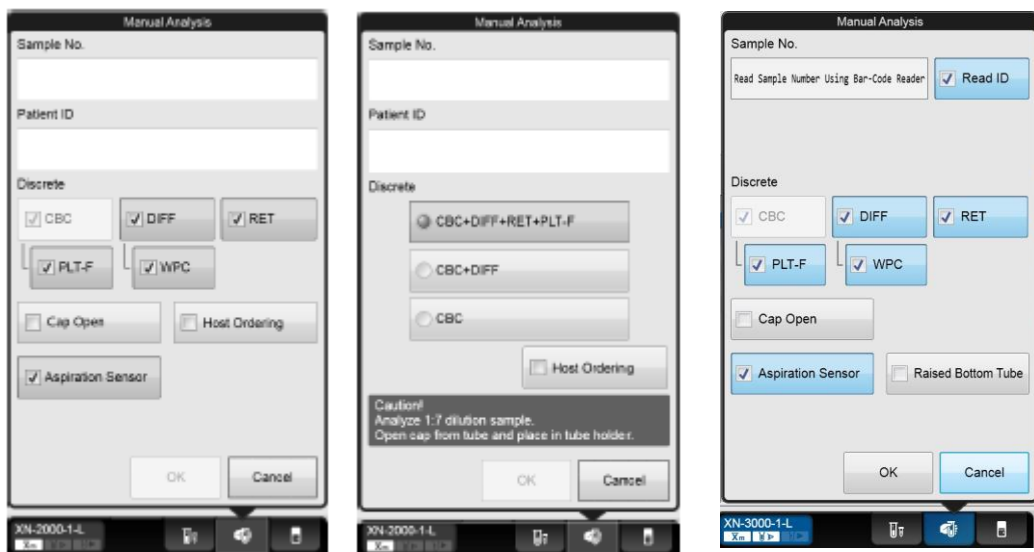 Manual Analysis
Sample No.
Patient ID
Discrete
CBC
DIFF
RET
PLT-F
WPC
Cap Open
Host Ordering
Aspiration Sensor
OK
Cancel
XN-2000-1-L
Manual Analysis
Sample No.
Patient ID
Discrete
CBC+DIFF+RET+PLT-F
CBC+DIFF
CBC
Host Ordering
Caution!
Analyze 1:7 dilution sample.
Open cap from tube and place in tube holder.
OK
Cancel
XN-2000-1-L
Manual Analysis
Sample No.
Read Sample Number Using Bar-Code Reader
Read ID
Discrete
CBC
DIFF
RET
PLT-F
WPC
Cap Open
Aspiration Sensor
Raised Bottom Tube
OK
Cancel
XN-3000-1-L